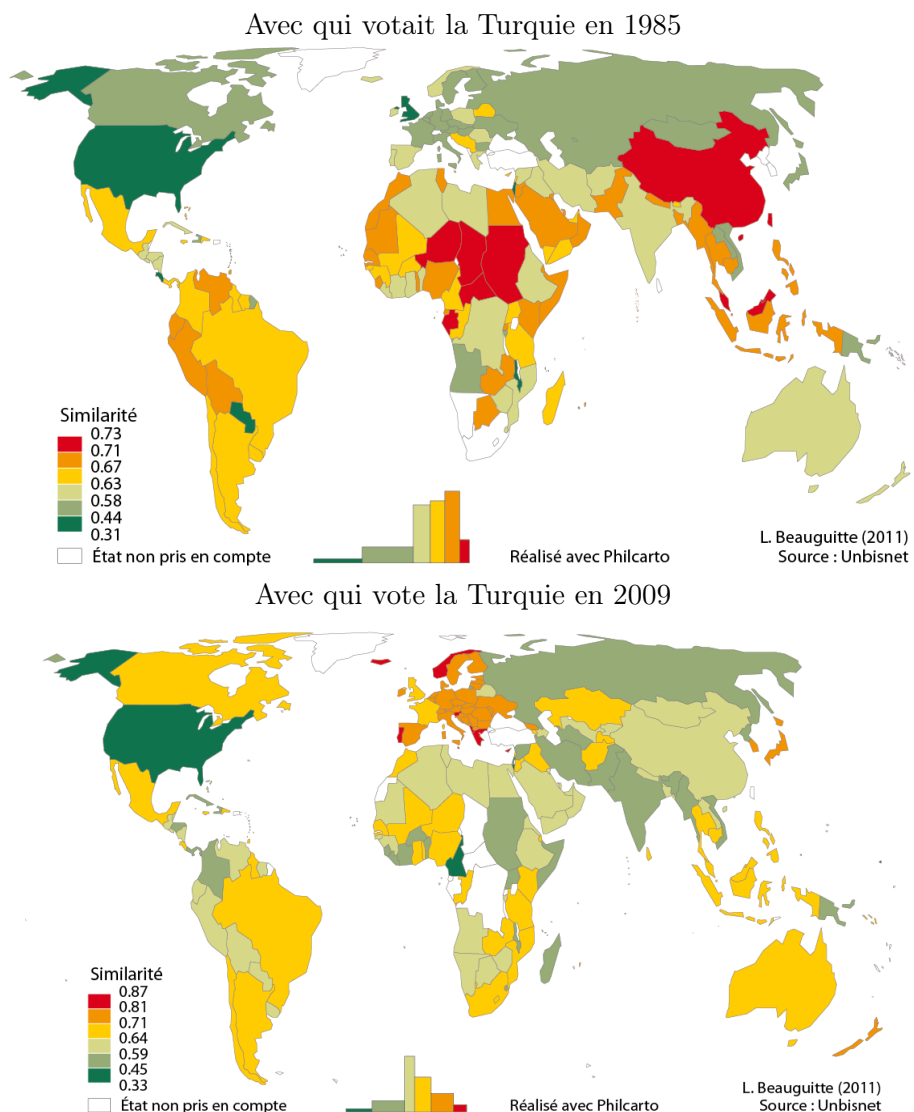 Avec qui votait la Turquie en 1985
Similarité
0.73
0.71
0.67
0.63
0.58
0.44
0.31
État non pris en compte
Réalisé avec Philcarto
L. Beauguitte (2011)
Source : Unbisnet
Avec qui vote la Turquie en 2009
Similarité
0.87
0.81
0.71
0.64
0.59
0.45
0.33
État non pris en compte
Réalisé avec Philcarto
L. Beauguitte (2011)
Source : Unbisnet